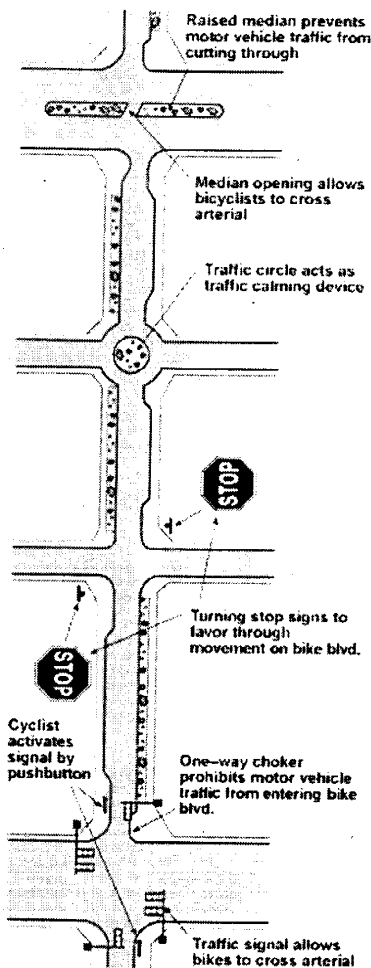 Raised median prevents
motor vehicle traffic from
cutting through
Median opening allows
bicyclists to cross
arterial
Traffic circle acts as
traffic calming device
STOP
Turning stop signs to
favor through
movement on bike blvd.
STOP
Cyclist
activates
signal by
pushbutton
One-way choker
prohibits motor vehicle
traffic from entering bike
blvd.
Traffic signal allows
bikes to cross arterial